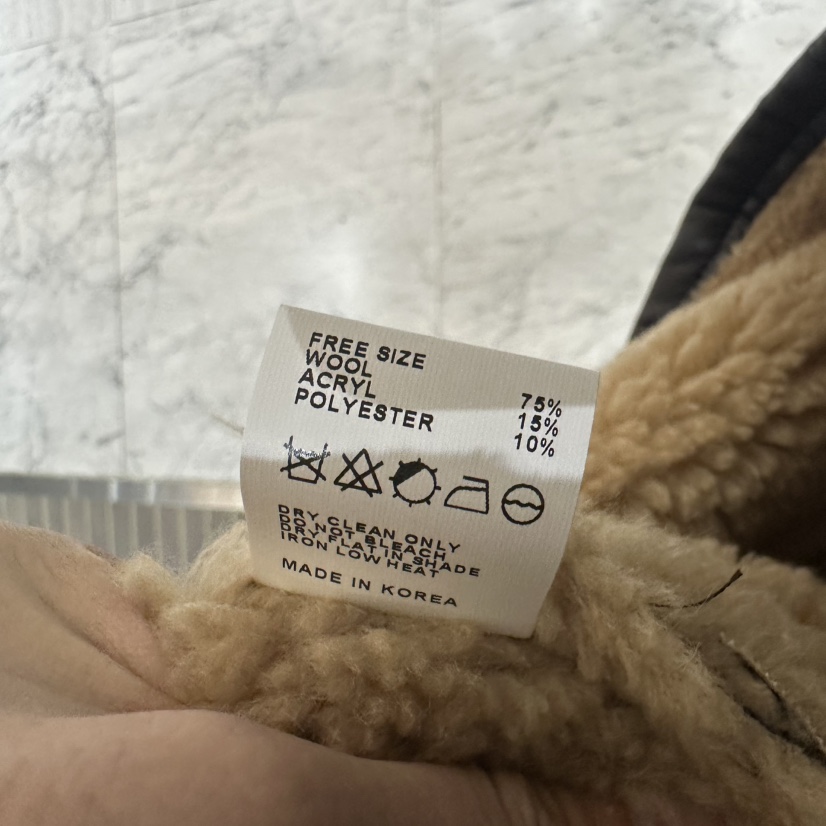 FREE SIZE
WOOL 75%
ACRYL 15%
POLYESTER 10%
DRY CLEAN ONLY
DO NOT BLEACH
DRY FLAT IN SHADE
IRON LOW HEAT
MADE IN KOREA